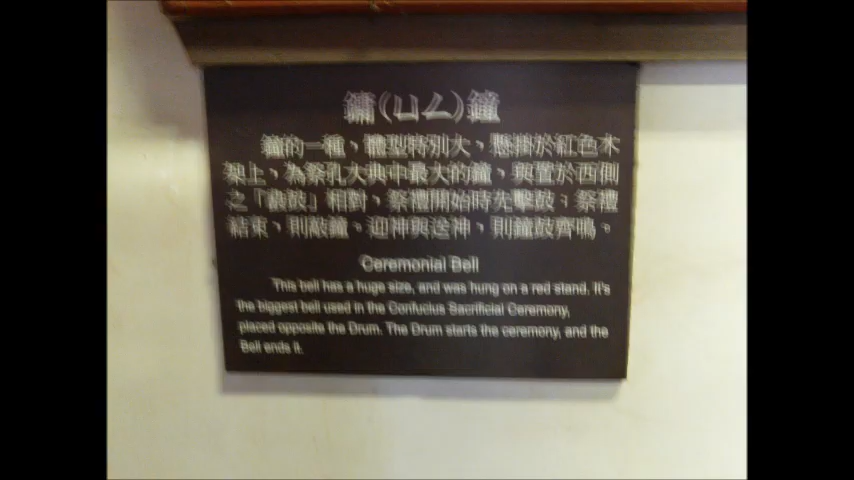 鏞(ㄩㄥ)鐘
鐘的一種，體型特別大，懸掛於紅色木
架上，為祭孔大典中最大的鐘，與置於西側
之「鼓」相對，祭禮開始時先擊鼓；祭禮
結束，則敲鐘。迎神與送神，則鐘鼓齊鳴。
Ceremonial Bell
This bell has a huge size, and was hung on a red stand. It's
the biggest bell used in the Confucius Sacrificial Ceremony,
placed opposite the Drum. The Drum starts the ceremony, and the
Bell ends it.